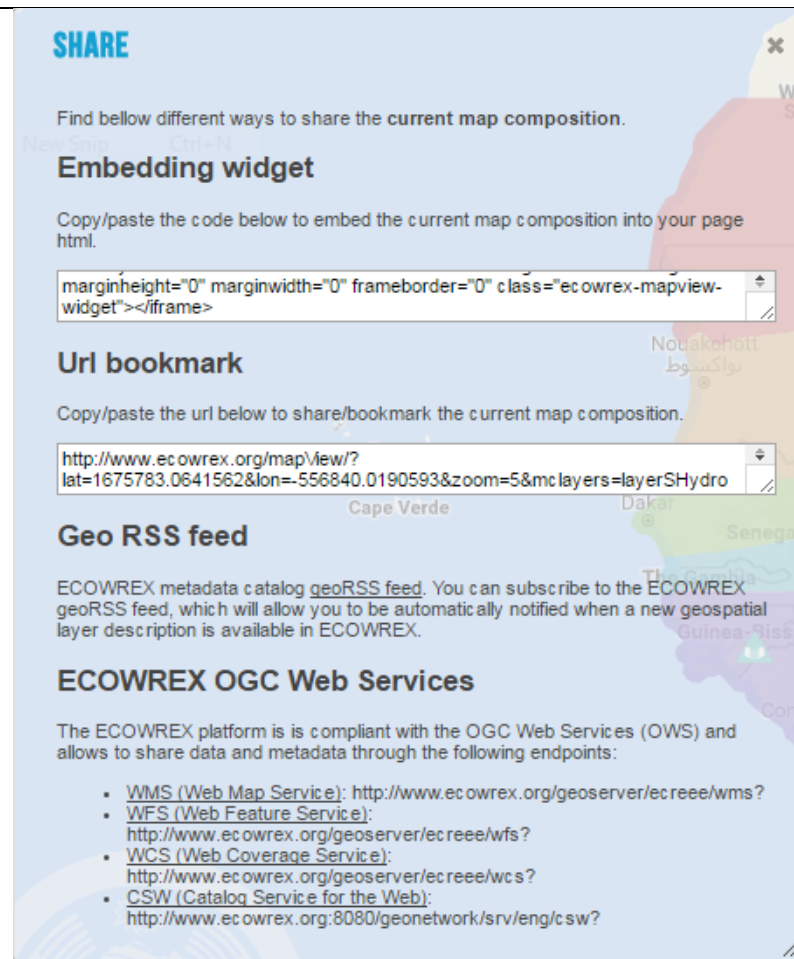 SHARE
Find bellow different ways to share the current map composition.
New Snip Ctrl+N
Embedding widget
Copy/paste the code below to embed the current map composition into your page
html.
marginheight="0" marginwidth="0" frameborder="0" class="ecowrex-mapview-
widget"></iframe>
Nouakchott
نواكشوط
Url bookmark
Copy/paste the url below to share/bookmark the current map composition.
http://www.ecowrex.org/mapView/?
lat=1675783.0641562&lon=-556840.0190593&zoom=5&mclayers=layerSHydro
Cape Verde
Dakar
Geo RSS feed
Senega
The Gambia
ECOWREX metadata catalog geoRSS feed. You can subscribe to the ECOWREX
geoRSS feed, which will allow you to be automatically notified when a new geospatial
layer description is available in ECOWREX.
Guinea-Biss
ECOWREX OGC Web Services
Con
The ECOWREX platform is is compliant with the OGC Web Services (OWS) and
allows to share data and metadata through the following endpoints:
• WMS (Web Map Service): http://www.ecowrex.org/geoserver/ecreee/wms?
• WFS (Web Feature Service):
http://www.ecowrex.org/geoserver/ecreee/wfs?
• WCS (Web Coverage Service):
http://www.ecowrex.org/geoserver/ecreee/wcs?
• CSW (Catalog Service for the Web):
http://www.ecowrex.org:8080/geonetwork/srv/eng/csw?